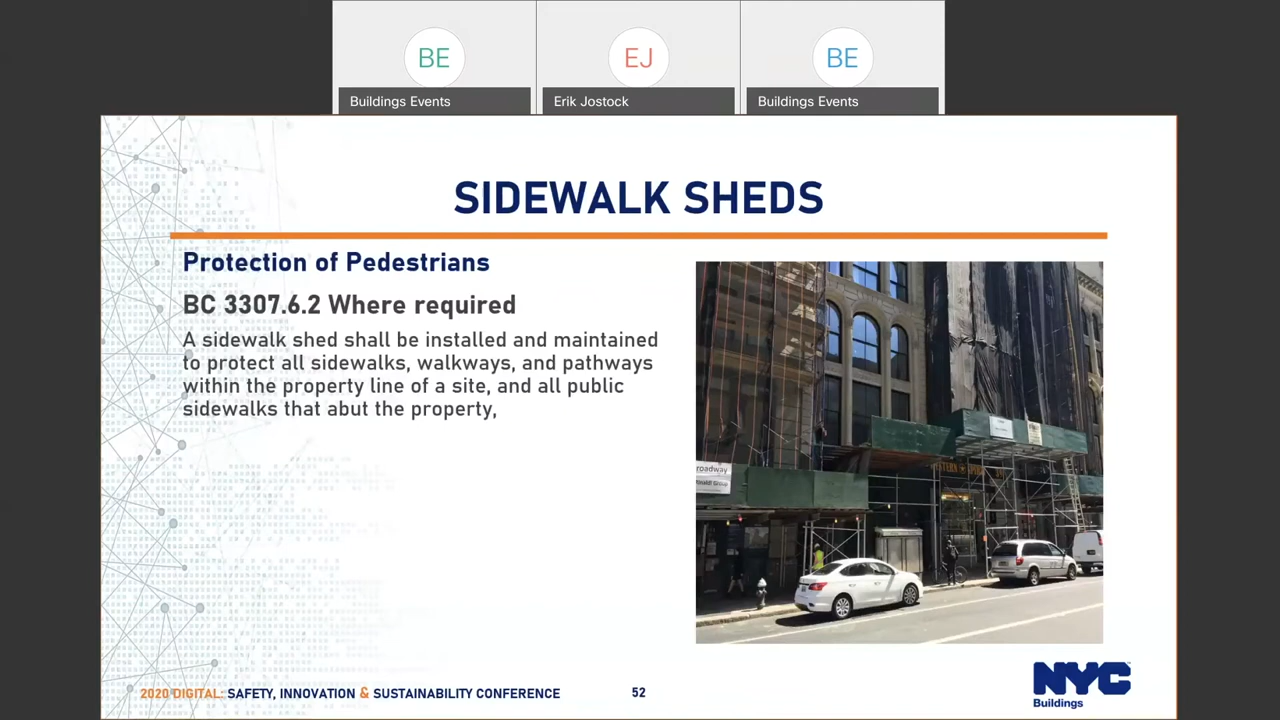 BE
EJ
BE
Buildings Events
Erik Jostock
Buildings Events
SIDEWALK SHEDS
Protection of Pedestrians
BC 3307.6.2 Where required
A sidewalk shed shall be installed and maintained
to protect all sidewalks, walkways, and pathways
within the property line of a site, and all public
sidewalks that abut the property,
roadway
2020 DIGITAL: SAFETY, INNOVATION & SUSTAINABILITY CONFERENCE
52
NYC
Buildings